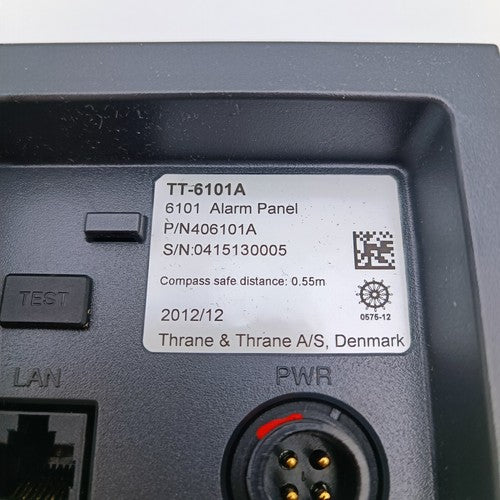 TT-6101A
6101 Alarm Panel
P/N406101A
S/N:0415130005
Compass safe distance: 0.55m
2012/12
0575-12
Thrane & Thrane A/S, Denmark
TEST
LAN
PWR